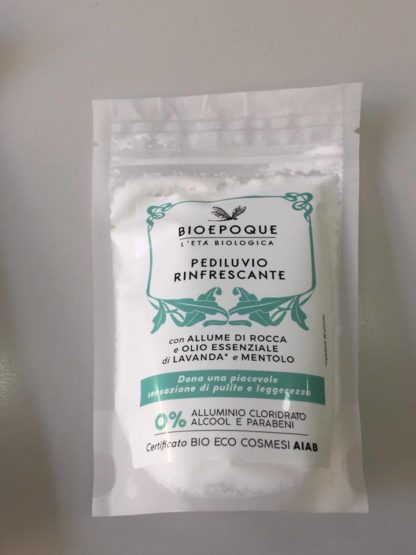 BIOEPOQUE
L'ETÀ BIOLOGICA
PEDILUVIO
RINFRESCANTE
con ALLUME DI ROCCA
e OLIO ESSENZIALE
di LAVANDA* e MENTOLO
Dona una piacevole
sensazione di pulito e leggerezza
0% ALLUMINIO CLORIDRATO
ALCOOL E PARABENI
Certificato BIO ECO COSMESI AIAB